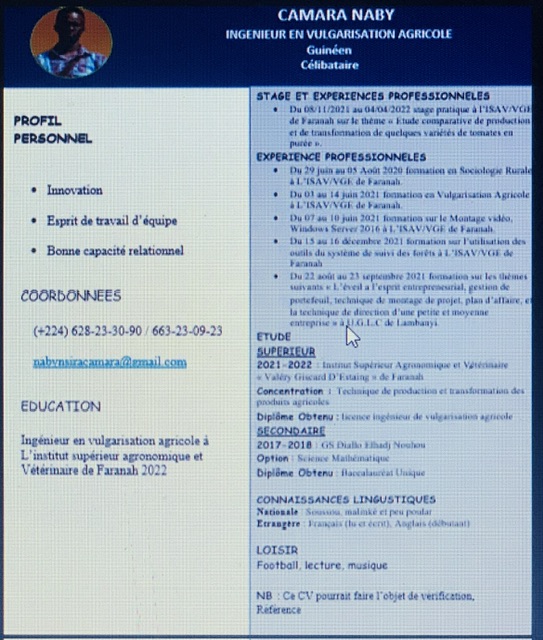 CAMARA NABY
INGENIEUR EN VULGARISATION AGRICOLE
Guinéen
Célibataire
PROFIL
PERSONNEL
• Innovation
• Esprit de travail d'équipe
• Bonne capacité relationnel
COORDONNEES
(+224) 628-23-30-90 / 663-23-09-23
nabynsiracamara@gmail.com
EDUCATION
Ingénieur en vulgarisation agricole à
L'institut supérieur agronomique et
Vétérinaire de Faranah 2022
STAGE ET EXPERIENCES PROFESSIONNELES
• Du 08/11/2021 au 04/04/2022 stage pratique à l'ISAV/VGE
de Faranah sur le thème « Etude comparative de production
et de transformation de quelques variétés de tomates en
purée ».
EXPERIENCE PROFESSIONNELES
• Du 29 juin au 05 Août 2020 formation en Sociologie Rurale
à L'ISAV/VGE de Faranah.
• Du 03 au 14 juin 2021 formation en Vulgarisation Agricole
à L'ISAV/VGE de Faranah.
• Du 07 au 10 juin 2021 formation sur le Montage vidéo,
Windows Server 2016 à L'ISAV/VGE de Faranah.
• Du 15 au 16 décembre 2021 formation sur l'utilisation des
outils du système de suivi des forêts à L'ISAV/VGE de
Faranah
• Du 22 août au 23 septembre 2021 formation sur les thèmes
suivants « L'éveil a l'esprit entrepreneurial, gestion de
portefeuil, technique de montage de projet, plan d'affaire, et
la technique de direction d'une petite et moyenne
entreprise » à U.G.L.C de Lambanyi.
ETUDE
SUPERIEUR
2021-2022 : Institut Supérieur Agronomique et Vétérinaire
« Valéry Giscard D'Estaing » de Faranah
Concentration : Technique de production et transformation des
produits agricoles
Diplôme Obtenu : licence ingénieur de vulgarisation agricole
SECONDAIRE
2017-2018 : GS Diallo Elhadj Nouhou
Option : Science Mathématique
Diplôme Obtenu : Baccalauréat Unique
CONNAISSANCES LINGUSTIQUES
Nationale : Soussou, malinké et peu poular
Etrangère : Français (lu et écrit), Anglais (débutant)
LOISIR
Football, lecture, musique
NB : Ce CV pourrait faire l'objet de vérification,
Référence